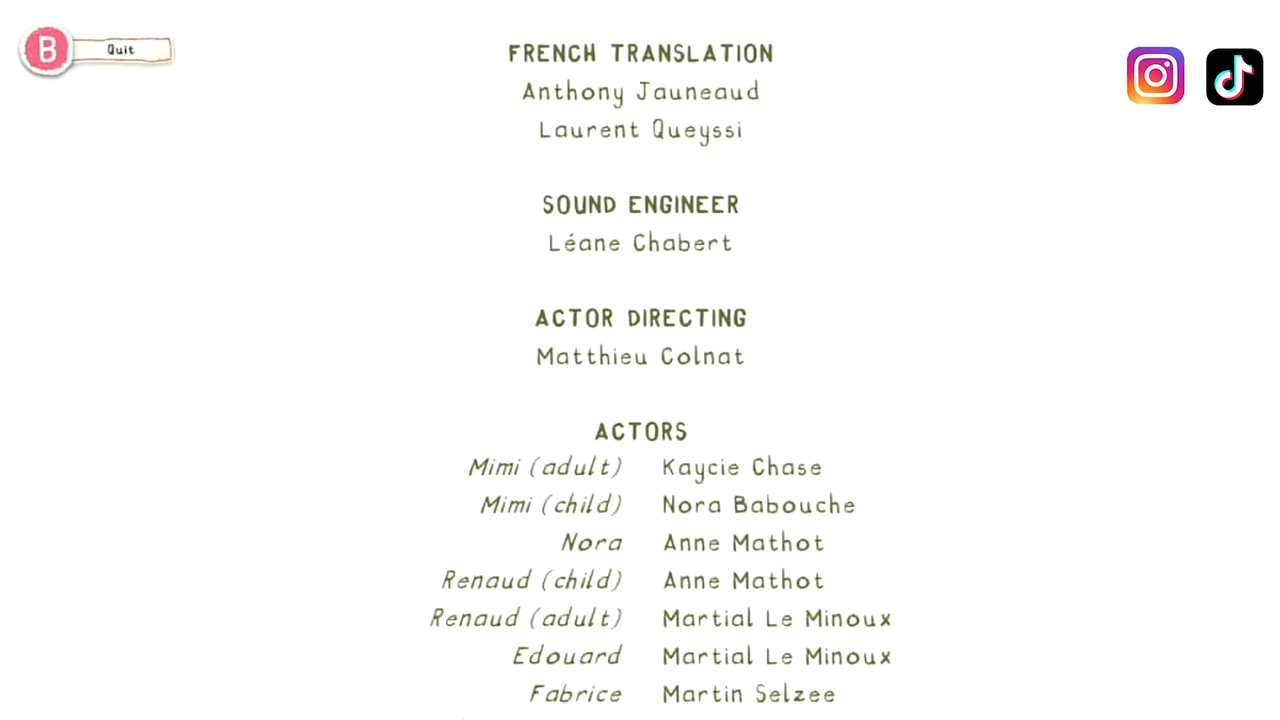 B Quit
FRENCH TRANSLATION
Anthony Jauneaud
Laurent Queyssi
SOUND ENGINEER
Léane Chabert
ACTOR DIRECTING
Matthieu Colnat
ACTORS
Mimi (adult) Kaycie Chase
Mimi (child) Nora Babouche
Nora Anne Mathot
Renaud (child) Anne Mathot
Renaud (adult) Martial Le Minoux
Edouard Martial Le Minoux
Fabrice Martin Selzee